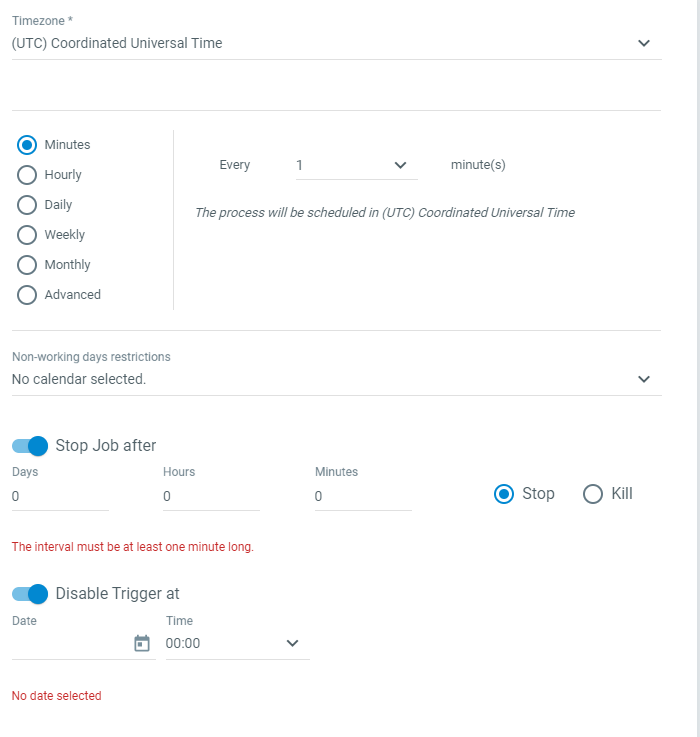 Timezone *
(UTC) Coordinated Universal Time
Minutes
Hourly
Daily
Weekly
Monthly
Advanced
Every 1 minute(s)
The process will be scheduled in (UTC) Coordinated Universal Time
Non-working days restrictions
No calendar selected.
Stop Job after
Days Hours Minutes
0 0 0 Stop Kill
The interval must be at least one minute long.
Disable Trigger at
Date Time
00:00
No date selected